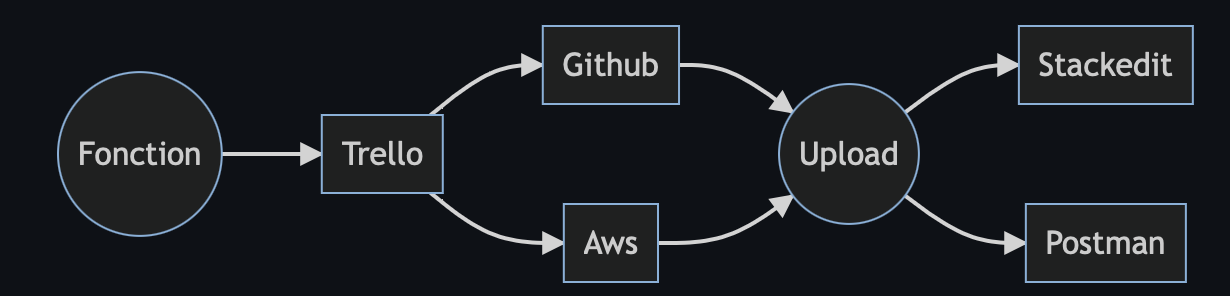 Fonction
Trello
Github
Aws
Upload
Stackedit
Postman